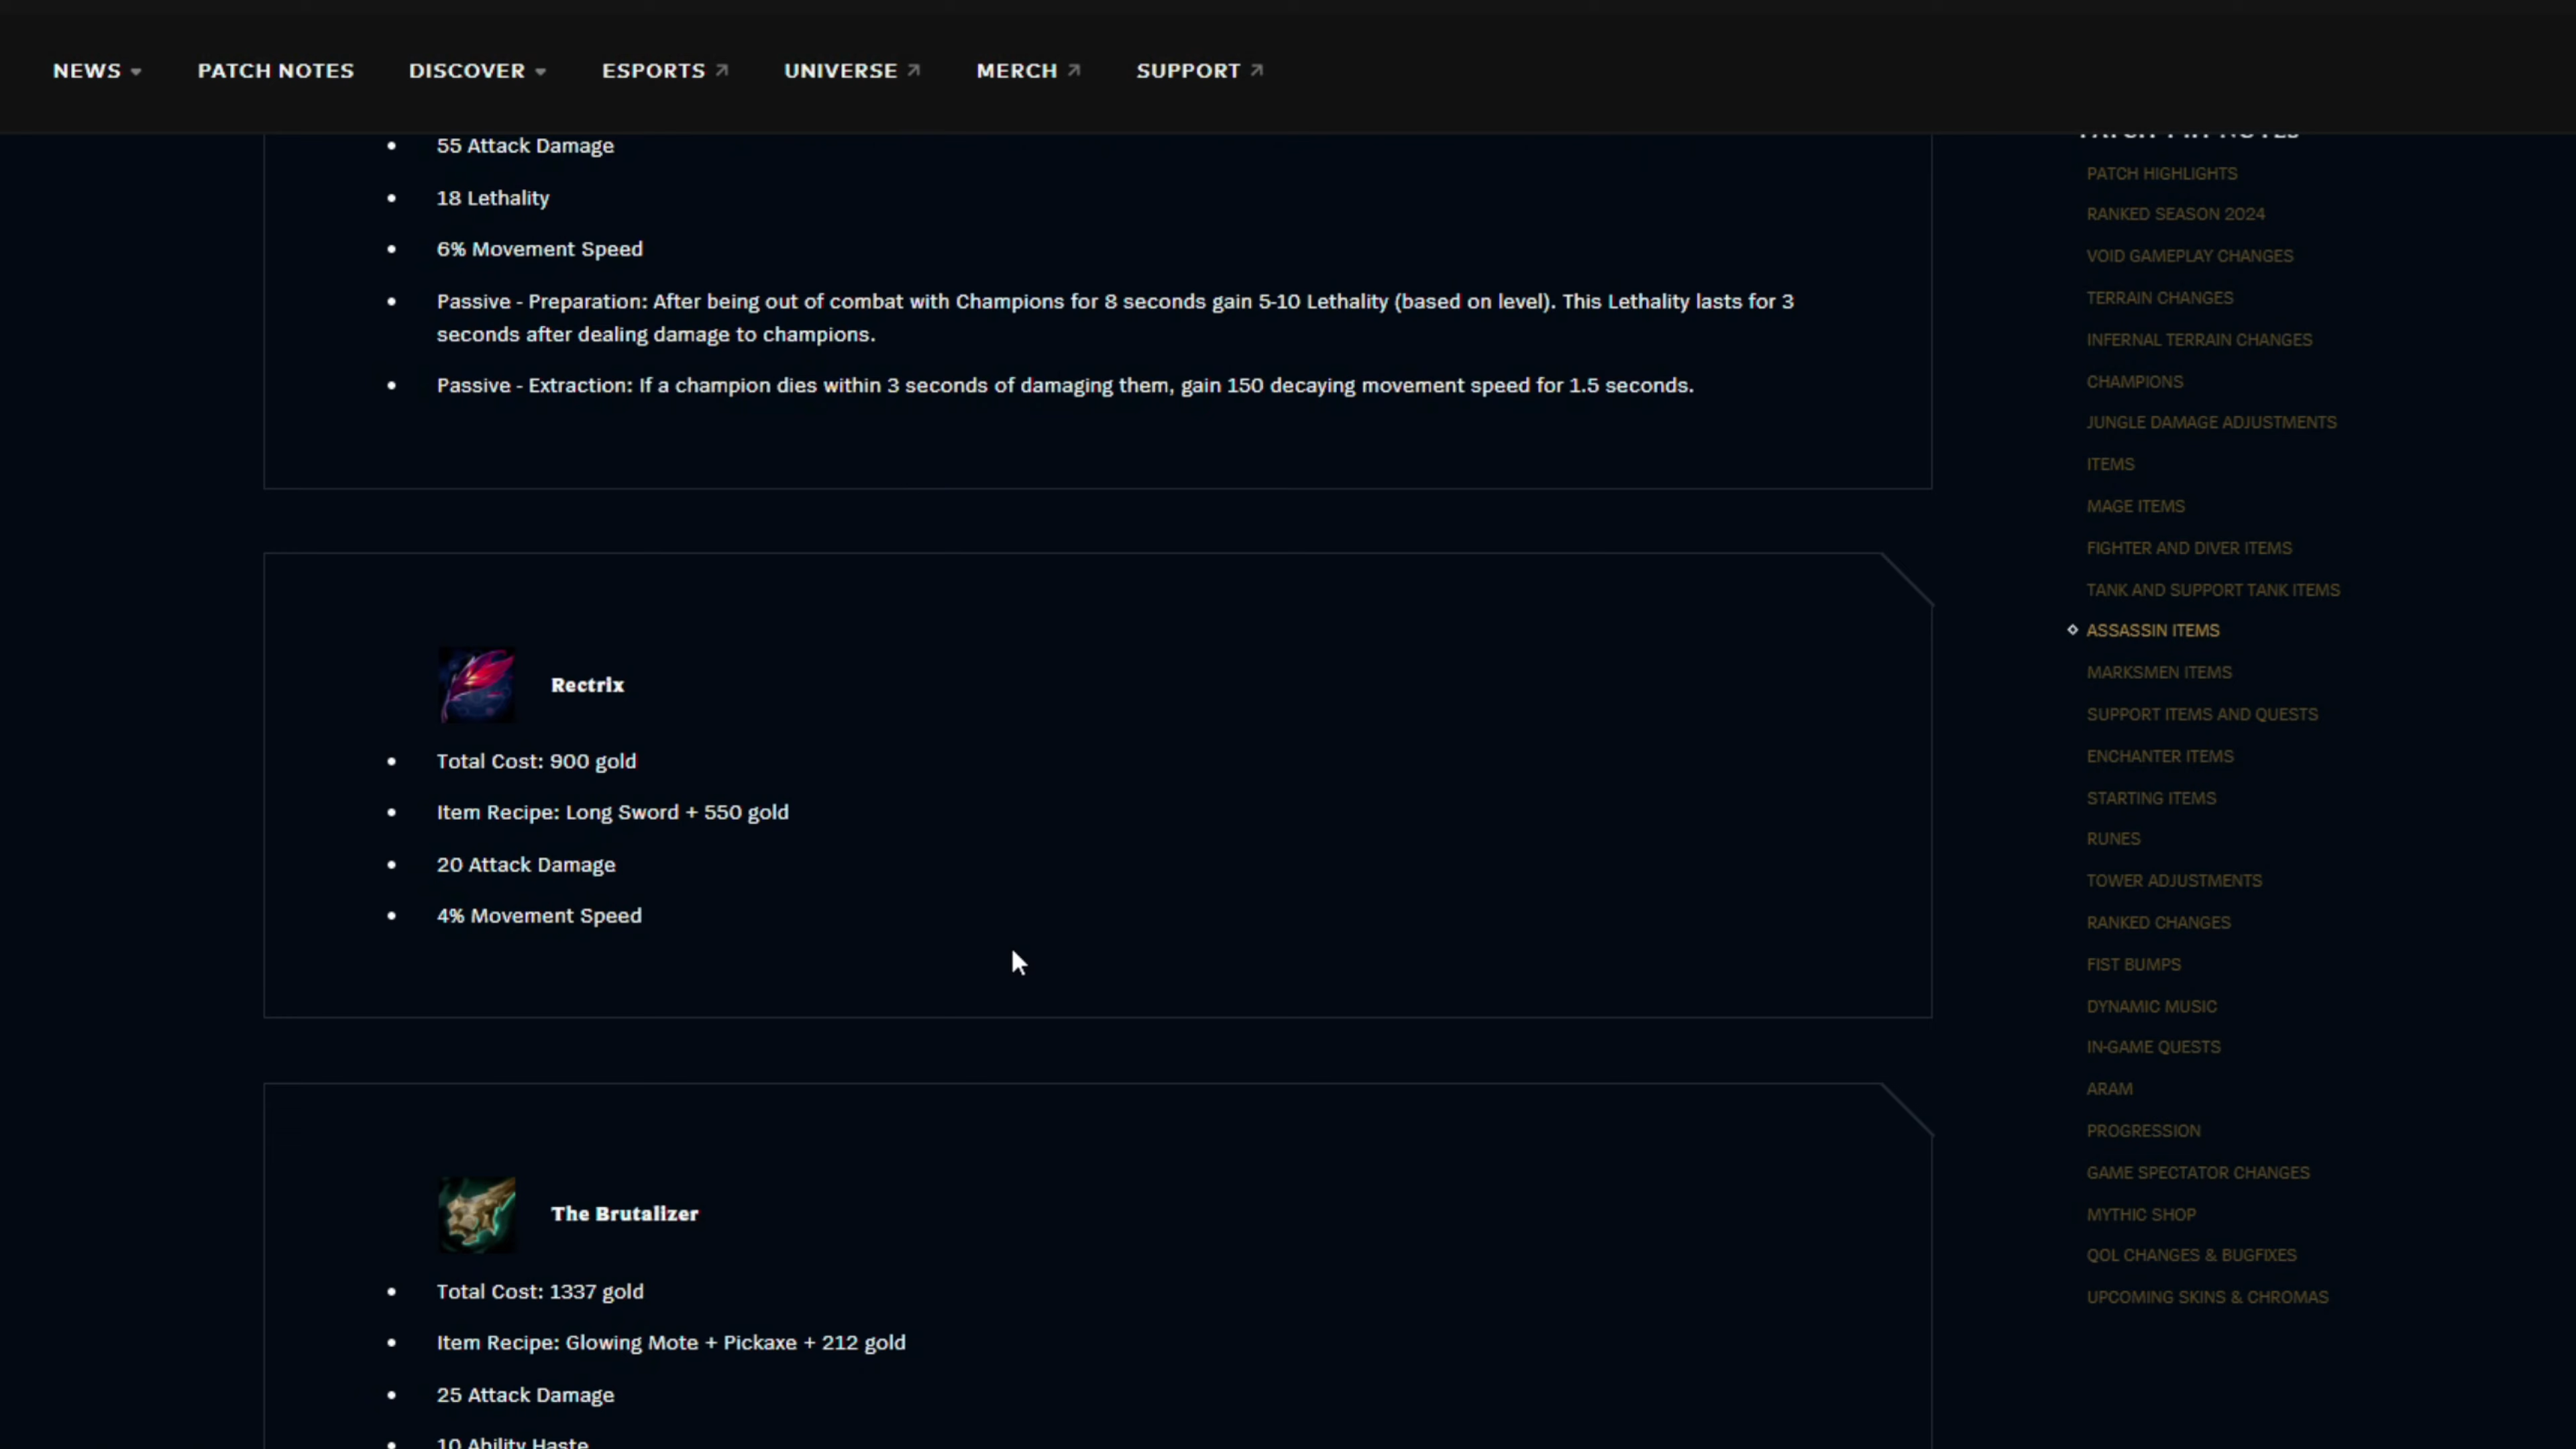 NEWS PATCH NOTES DISCOVER ESPORTS UNIVERSE MERCH SUPPORT
55 Attack Damage
18 Lethality
6% Movement Speed
Passive - Preparation: After being out of combat with Champions for 8 seconds gain 5-10 Lethality (based on level). This Lethality lasts for 3
seconds after dealing damage to champions.
Passive - Extraction: If a champion dies within 3 seconds of damaging them, gain 150 decaying movement speed for 1.5 seconds.
Rectrix
Total Cost: 900 gold
Item Recipe: Long Sword + 550 gold
20 Attack Damage
4% Movement Speed
The Brutalizer
Total Cost: 1337 gold
Item Recipe: Glowing Mote + Pickaxe + 212 gold
25 Attack Damage
10 Ability Haste
PATCH NOTES
PATCH HIGHLIGHTS
RANKED SEASON 2024
VOID GAMEPLAY CHANGES
TERRAIN CHANGES
INFERNAL TERRAIN CHANGES
CHAMPIONS
JUNGLE DAMAGE ADJUSTMENTS
ITEMS
MAGE ITEMS
FIGHTER AND DIVER ITEMS
TANK AND SUPPORT TANK ITEMS
ASSASSIN ITEMS
MARKSMEN ITEMS
SUPPORT ITEMS AND QUESTS
ENCHANTER ITEMS
STARTING ITEMS
RUNES
TOWER ADJUSTMENTS
RANKED CHANGES
FIST BUMPS
DYNAMIC MUSIC
IN-GAME QUESTS
ARAM
PROGRESSION
GAME SPECTATOR CHANGES
MYTHIC SHOP
QOL CHANGES & BUGFIXES
UPCOMING SKINS & CHROMAS